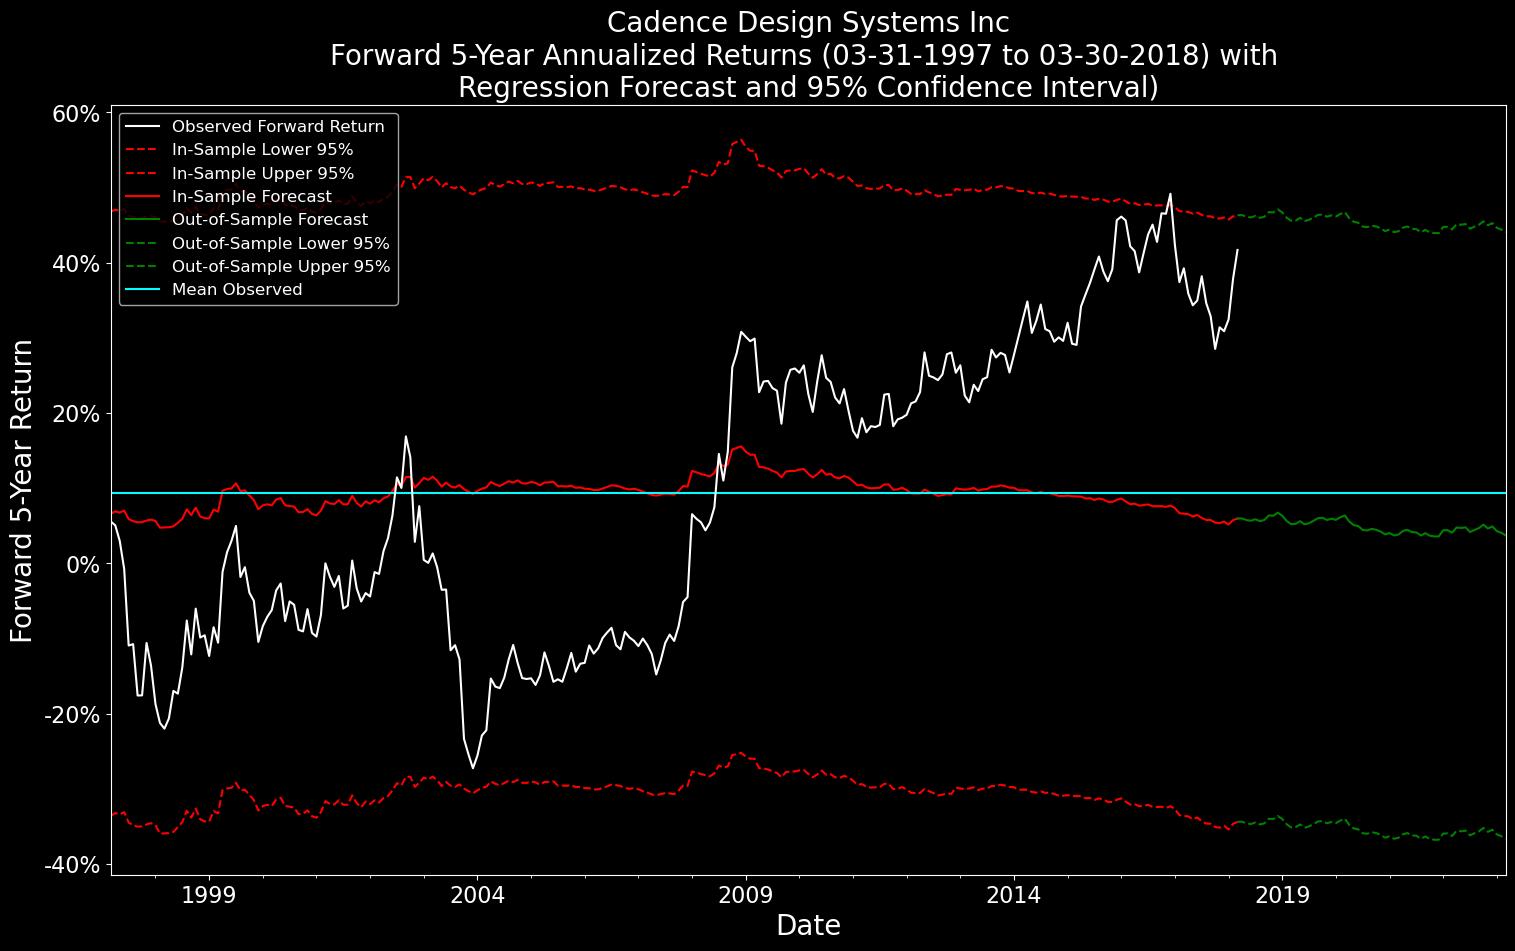 Cadence Design Systems Inc
Forward 5-Year Annualized Returns (03-31-1997 to 03-30-2018) with
Regression Forecast and 95% Confidence Interval)
60%
40%
20%
0%
-20%
-40%
Forward 5-Year Return
Observed Forward Return
In-Sample Lower 95%
In-Sample Upper 95%
In-Sample Forecast
Out-of-Sample Forecast
Out-of-Sample Lower 95%
Out-of-Sample Upper 95%
Mean Observed
1999
2004
2009
2014
2019
Date